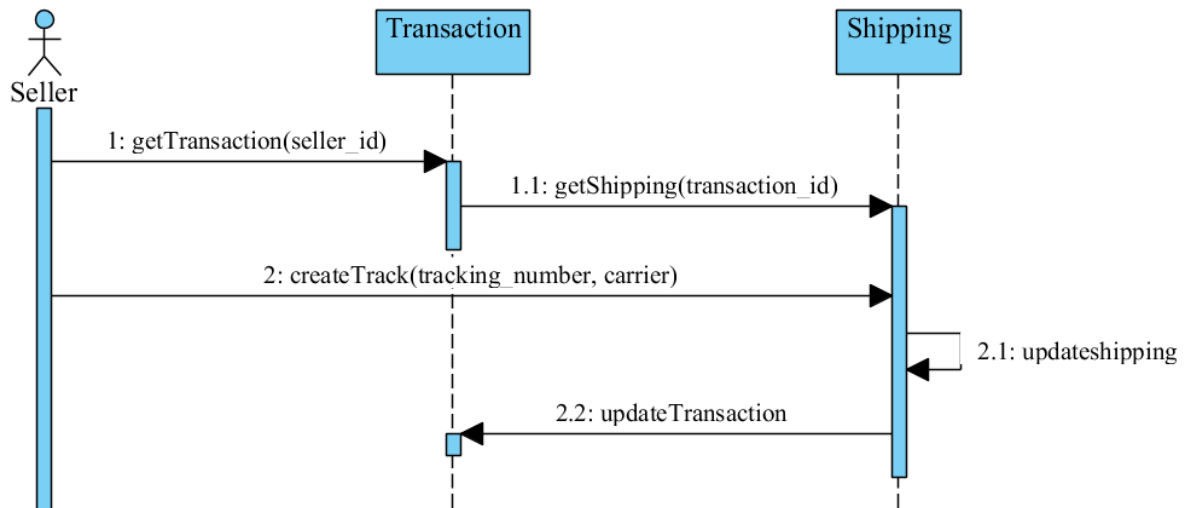 Transaction
Shipping
Seller
1: getTransaction(seller_id)
1.1: getShipping(transaction_id)
2: createTrack(tracking_number, carrier)
2.1: updateshipping
2.2: updateTransaction